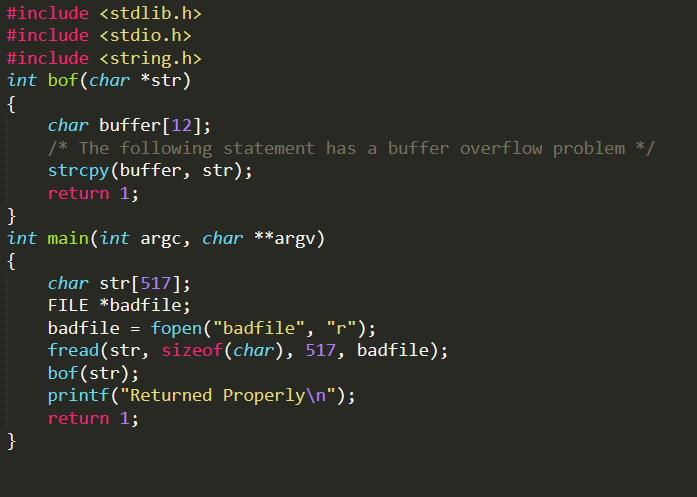 #include <stdlib.h>
#include <stdio.h>
#include <string.h>
int bof(char *str)
{
    char buffer[12];
    /* The following statement has a buffer overflow problem */
    strcpy(buffer, str);
    return 1;
}
int main(int argc, char **argv)
{
    char str[517];
    FILE *badfile;
    badfile = fopen("badfile", "r");
    fread(str, sizeof(char), 517, badfile);
    bof(str);
    printf("Returned Properly\n");
    return 1;
}